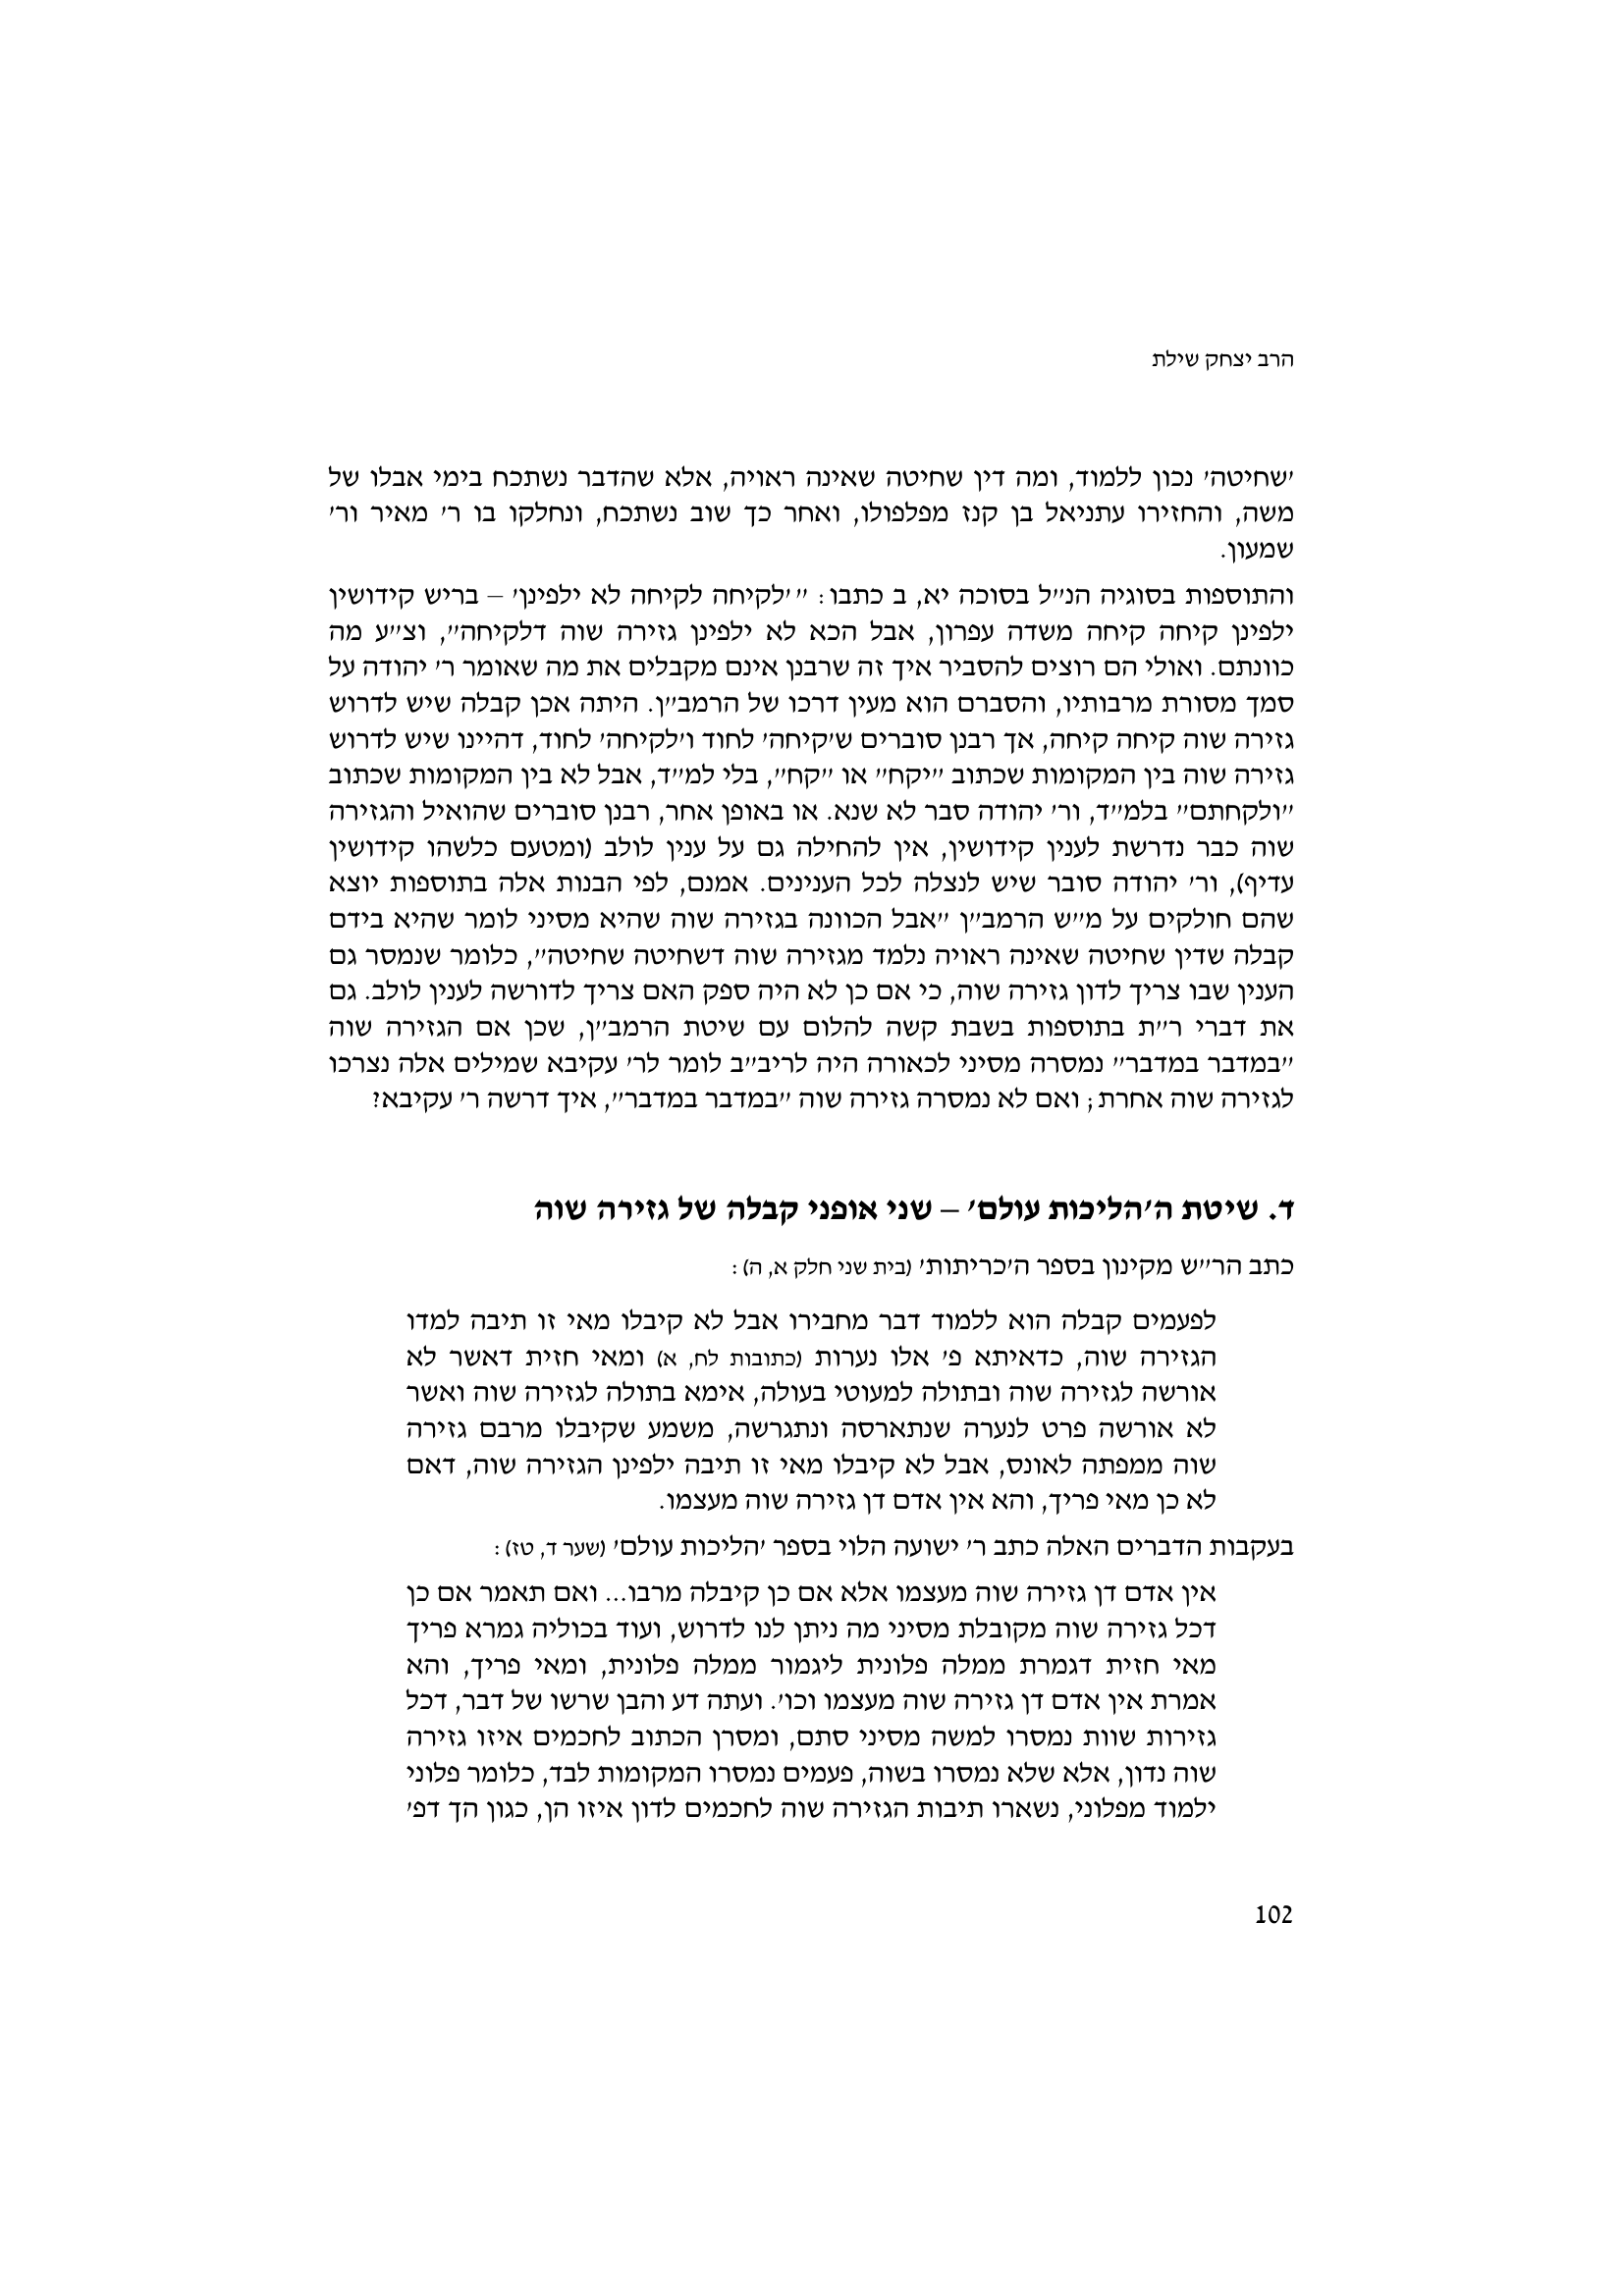 הרב יצחק שילת
'שחיטה' נכון ללמוד, ומה דין שחיטה שאינה ראויה, אלא שהדבר נשתכח בימי אבלו של
משה, והחזירו עתניאל בן קנז מפלפולו, ואחר כך שוב נשתכח, ונחלקו בו ר' מאיר ור'
שמעון.
והתוספות בסוגיה הנ"ל בסוכה יא, ב כתבו: "'לקיחה לקיחה לא ילפינן' – בריש קידושין
ילפינן קיחה קיחה משדה עפרון, אבל הכא לא ילפינן גזירה שוה דלקיחה", וצ"ע מה
כוונתם. ואולי הם רוצים להסביר איך זה שרבנן אינם מקבלים את מה שאומר ר' יהודה על
סמך מסורת מרבותיו, והסברם הוא מעין דרכו של הרמב"ן. היתה אכן קבלה שיש לדרוש
גזירה שוה קיחה קיחה, אך רבנן סוברים ש'קיחה' לחוד ו'לקיחה' לחוד, דהיינו שיש לדרוש
גזירה שוה בין המקומות שכתוב "יקח" או "קח", בלי למ"ד, אבל לא בין המקומות שכתוב
"ולקחתם" בלמ"ד, ור' יהודה סבר לא שנא. או באופן אחר, רבנן סוברים שהואיל והגזירה
שוה כבר נדרשת לענין קידושין, אין להחילה גם על ענין לולב (ומטעם כלשהו קידושין
עדיף), ור' יהודה סובר שיש לנצלה לכל הענינים. אמנם, לפי הבנות אלה בתוספות יוצא
שהם חולקים על מ"ש הרמב"ן "אבל הכוונה בגזירה שוה שהיא מסיני לומר שהיא בידם
קבלה שדין שחיטה שאינה ראויה נלמד מגזירה שוה דשחיטה שחיטה", כלומר שנמסר גם
הענין שבו צריך לדון גזירה שוה, כי אם כן לא היה ספק האם צריך לדורשה לענין לולב. גם
את דברי ר"ת בתוספות בשבת קשה להלום עם שיטת הרמב"ן, שכן אם הגזירה שוה
"במדבר במדבר" נמסרה מסיני לכאורה היה לריב"ב לומר לר' עקיבא שמילים אלה נצרכו
לגזירה שוה אחרת; ואם לא נמסרה גזירה שוה "במדבר במדבר", איך דרשה ר' עקיבא?
ד. שיטת ה'הליכות עולם' – שני אופני קבלה של גזירה שוה
כתב הר"ש מקינון בספר ה'כריתות' (בית שני חלק א, ה):
לפעמים קבלה הוא ללמוד דבר מחבירו אבל לא קיבלו מאי זו תיבה למדו
הגזירה שוה, כדאיתא פ' אלו נערות (כתובות לח, א) ומאי חזית דאשר לא
אורשה לגזירה שוה ובתולה למעוטי בעולה, אימא בתולה לגזירה שוה ואשר
לא אורשה פרט לנערה שנתארסה ונתגרשה, משמע שקיבלו מרבם גזירה
שוה ממפתה לאונס, אבל לא קיבלו מאי זו תיבה ילפינן הגזירה שוה, דאם
לא כן מאי פריך, והא אין אדם דן גזירה שוה מעצמו.
בעקבות הדברים האלה כתב ר' ישועה הלוי בספר 'הליכות עולם' (שער ד, טז):
אין אדם דן גזירה שוה מעצמו אלא אם כן קיבלה מרבו... ואם תאמר אם כן
דכל גזירה שוה מקובלת מסיני מה ניתן לנו לדרוש, ועוד בכוליה גמרא פריך
מאי חזית דגמרת ממלה פלונית ליגמור ממלה פלונית, ומאי פריך, והא
אמרת אין אדם דן גזירה שוה מעצמו וכו'. ועתה דע והבן שרשו של דבר, דכל
גזירות שוות נמסרו למשה מסיני סתם, ומסרן הכתוב לחכמים איזו גזירה
שוה נדון, אלא שלא נמסרו בשוה, פעמים נמסרו המקומות לבד, כלומר פלוני
ילמוד מפלוני, נשארו תיבות הגזירה שוה לחכמים לדון איזו הן, כגון הך דפ'
102